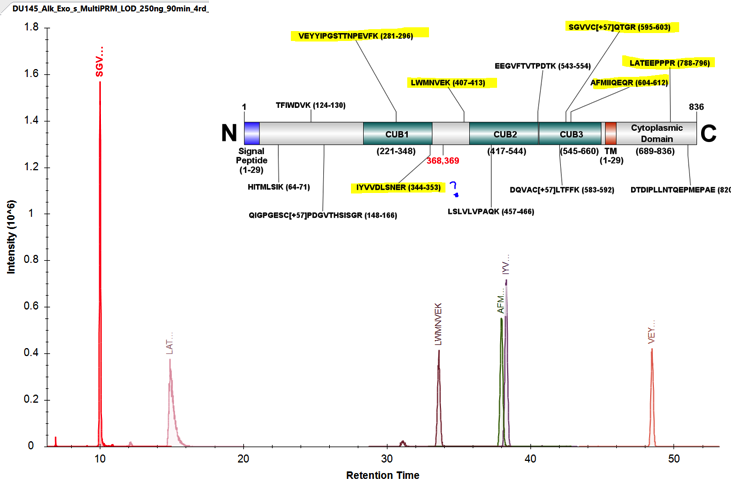 DU145_Alk_Exo_s_MultiPRM_LOD_250ng_90min_4rd_
VEYYIPGSTTNPEVFK (281-296)
SGVVC[+57]QTGR (595-603)
EEGVFTVTPDTK (543-554)
LATEEPPPR (788-796)
LWMNVEK (407-413)
AFMIIQEQR (604-612)
TFIWDVK (124-130)
1
836
N
CUB1
CUB2
CUB3
Cytoplasmic
Domain
C
Signal
Peptide
(1-29)
(221-348)
368,369
(417-544)
(545-660)
TM
(1-29)
(689-836)
HITMLSIK (64-71)
IYVVDLSNER (344-353)
?
DQVAC[+57]LTFFK (583-592)
DTDIPLLNTQEPMEPAE (820
QIGPGESC[+57]PDGVTHSISGR (148-166)
LSLVLVPAQK (457-466)
1.8
1.6
1.4
1.2
1
0.8
0.6
0.4
0.2
0
Intensity (10^6)
SGV...
LAT...
LWMNVEK
AFM...
IYV...
VEY...
10
20
30
40
50
Retention Time